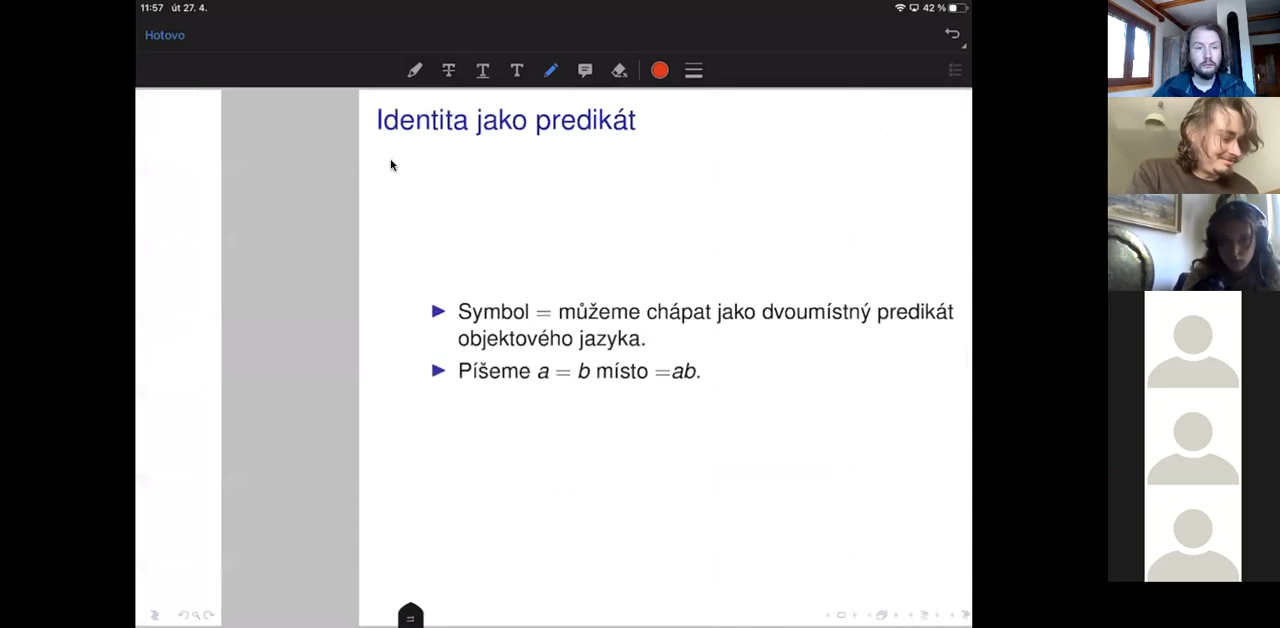 11:57 út 27. 4.
42 %
Hotovo
T T T
Identita jako predikát
Symbol = můžeme chápat jako dvoumístný predikát
objektového jazyka.
Píšeme a = b místo =ab.